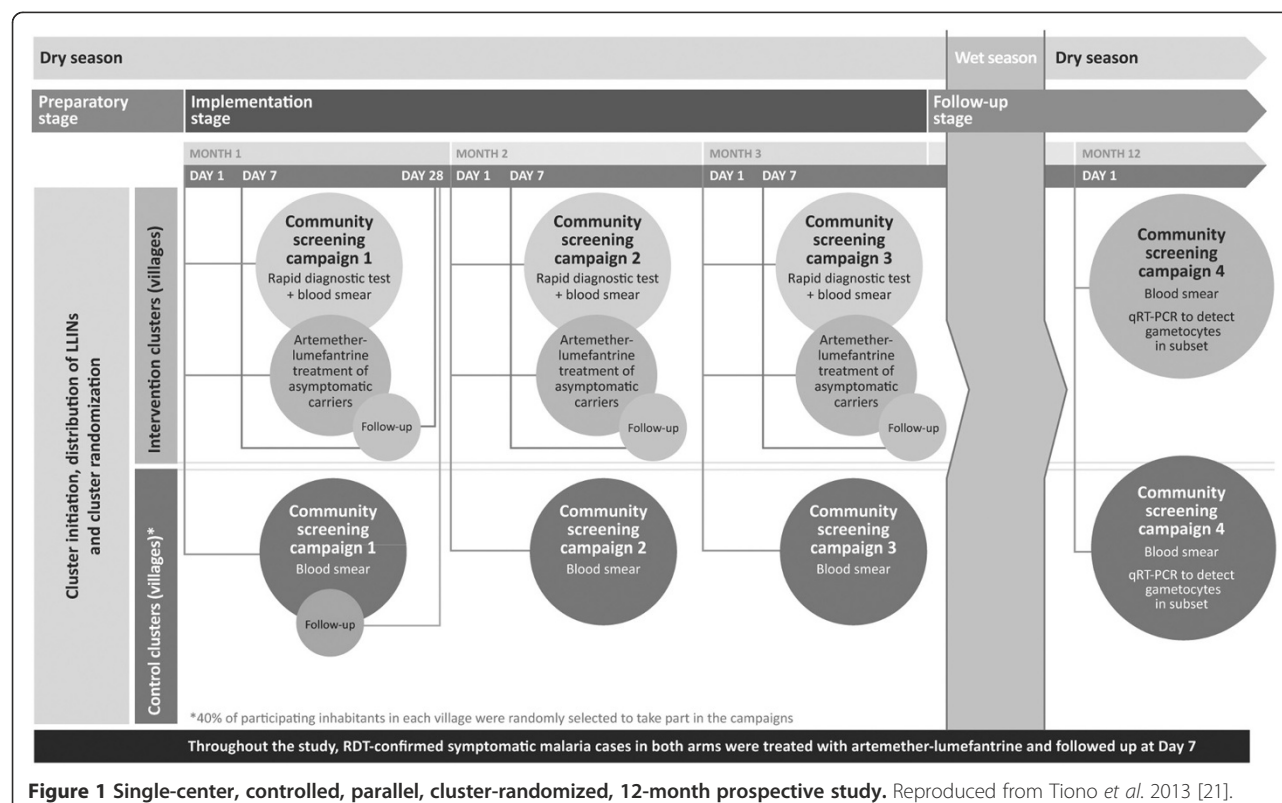 Dry season
Wet season
Dry season
Preparatory
stage
Implementation
stage
Follow-up
stage
MONTH 1
MONTH 2
MONTH 3
MONTH 12
DAY 1
DAY 7
DAY 28
DAY 1
DAY 7
DAY 1
DAY 7
DAY 1
Cluster initiation, distribution of LLINs
and cluster randomization
Intervention clusters (villages)
Community
screening
campaign 1
Rapid diagnostic test
+ blood smear
Artemether-
lumefantrine
treatment of
asymptomatic
carriers
Follow-up
Community
screening
campaign 2
Rapid diagnostic test
+ blood smear
Artemether-
lumefantrine
treatment of
asymptomatic
carriers
Follow-up
Community
screening
campaign 3
Rapid diagnostic test
+ blood smear
Artemether-
lumefantrine
treatment of
asymptomatic
carriers
Follow-up
Community
screening
campaign 4
Blood smear
qRT-PCR to detect
gametocytes
in subset
Control clusters (villages)*
Community
screening
campaign 1
Blood smear
Follow-up
Community
screening
campaign 2
Blood smear
Community
screening
campaign 3
Blood smear
Community
screening
campaign 4
Blood smear
qRT-PCR to detect
gametocytes
in subset
*40% of participating inhabitants in each village were randomly selected to take part in the campaigns
Throughout the study, RDT-confirmed symptomatic malaria cases in both arms were treated with artemether-lumefantrine and followed up at Day 7
Figure 1 Single-center, controlled, parallel, cluster-randomized, 12-month prospective study. Reproduced from Tiono et al. 2013 [21].